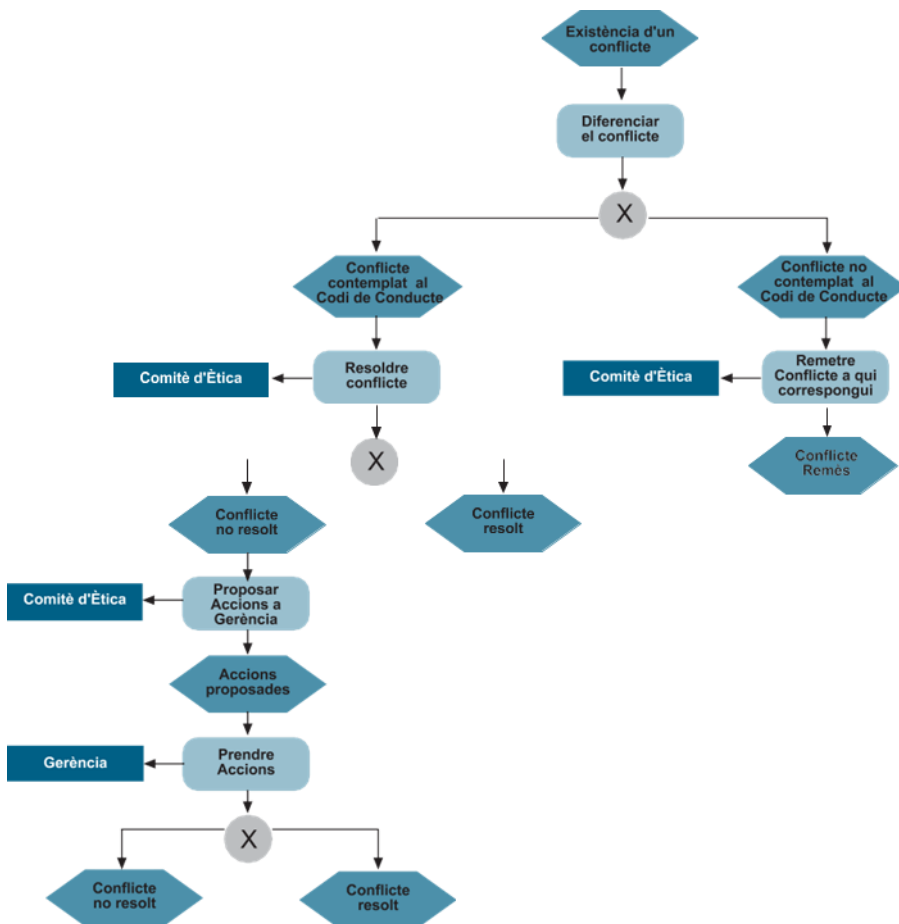 Existència d'un
conflicte
Diferenciar
el conflicte
X
Conflicte
contemplat al
Codi de Conducte
Conflicte no
contemplat al
Codi de Conducte
Comitè d'Ètica
Resoldre
conflicte
Comitè d'Ètica
Remetre
Conflicte a qui
correspongui
X
Conflicte
Remès
Conflicte
no resolt
Conflicte
resolt
Comitè d'Ètica
Proposar
Accions a
Gerència
Accions
proposades
Gerència
Prendre
Accions
X
Conflicte
no resolt
Conflicte
resolt